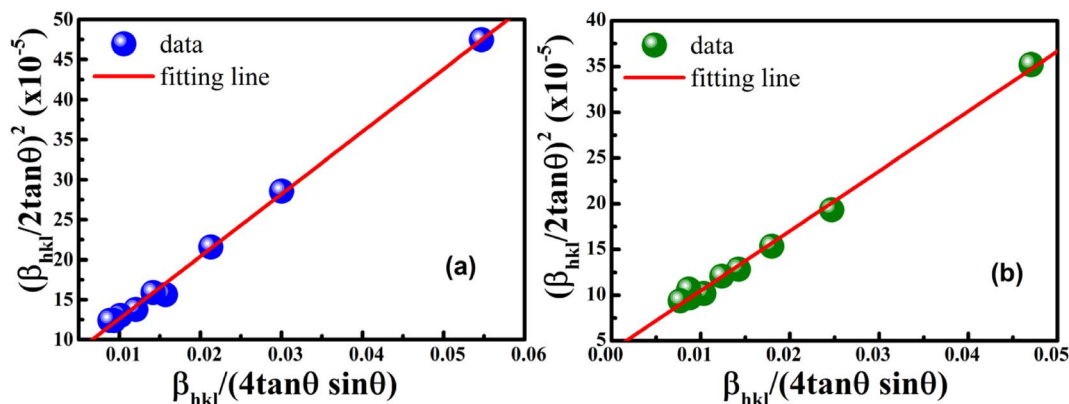 (β_hkl/2tanθ)² (x10⁻⁵)
50
45
40
35
30
25
20
15
10
data
fitting line
(a)
0.01 0.02 0.03 0.04 0.05 0.06
β_hkl/(4tanθ sinθ)
(β_hkl/2tanθ)² (x10⁻⁵)
40
35
30
25
20
15
10
5
data
fitting line
(b)
0.00 0.01 0.02 0.03 0.04 0.05
β_hkl/(4tanθ sinθ)